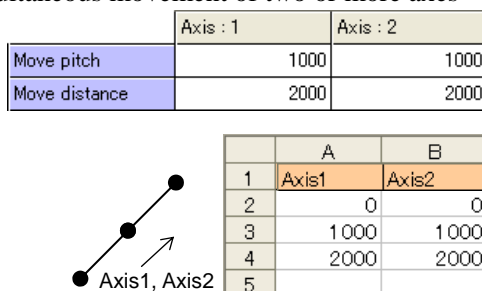 movement of two or more axes
Axis : 1 Axis : 2
Move pitch 1000 1000
Move distance 2000 2000
A B
1 Axis1 Axis2
2 0 0
3 1000 1000
4 2000 2000
5
Axis1, Axis2